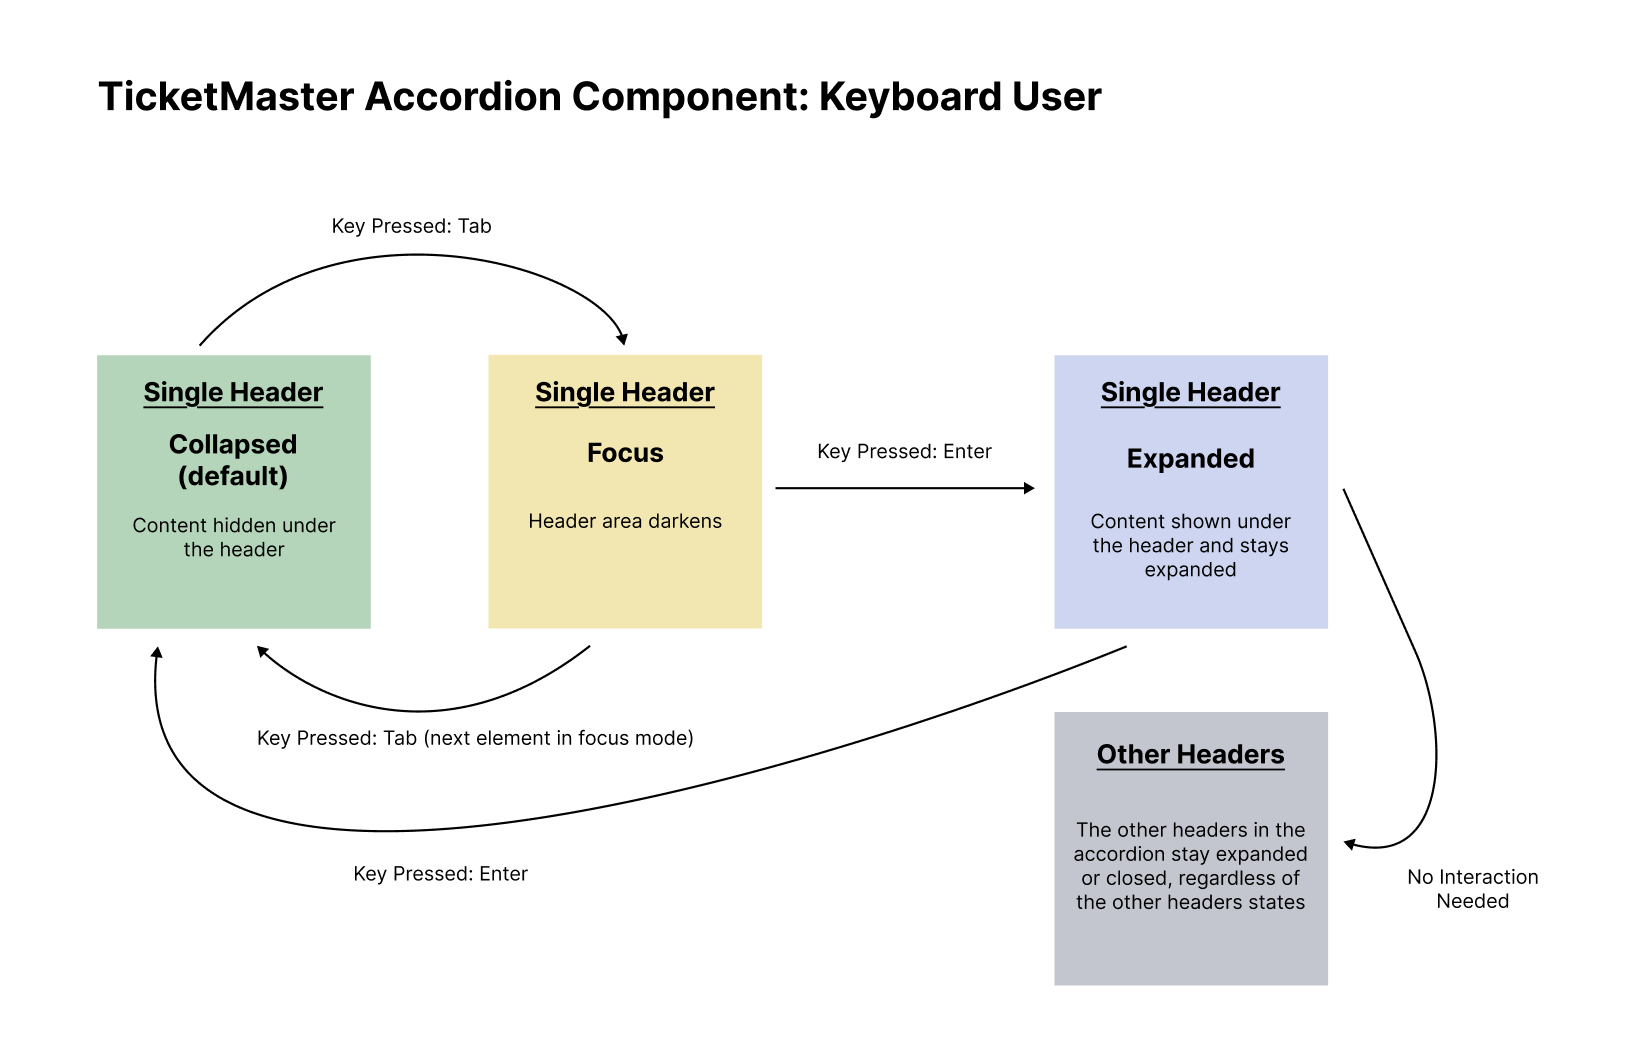 TicketMaster Accordion Component: Keyboard User
Key Pressed: Tab
Single Header
Collapsed
(default)
Content hidden under
the header
Single Header
Focus
Header area darkens
Key Pressed: Enter
Single Header
Expanded
Content shown under
the header and stays
expanded
Key Pressed: Tab (next element in focus mode)
Key Pressed: Enter
Other Headers
The other headers in the
accordion stay expanded
or closed, regardless of
the other headers states
No Interaction
Needed